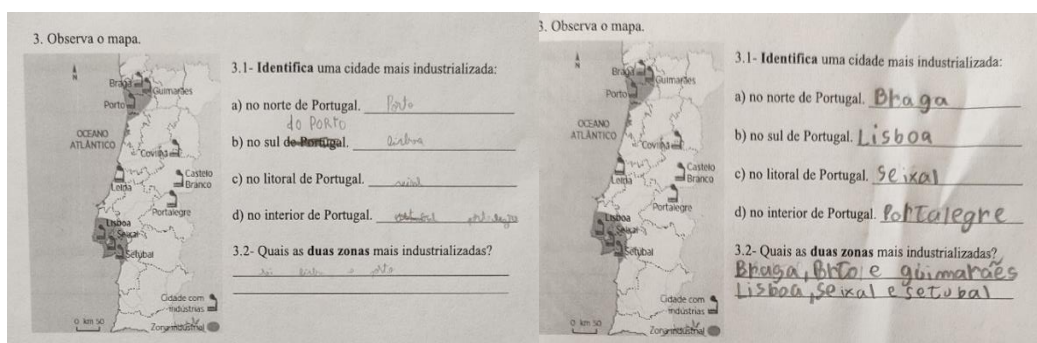 3. Observa o mapa.
N
Braga
Guimarães
Porto
OCEANO
ATLÂNTICO
Covilhã
Castelo
Branco
Leiria
Portalegre
Lisboa
Seixal
Setúbal
Cidade com
indústrias
0 km 50
Zona industrial
3.1- Identifica uma cidade mais industrializada:
a) no norte de Portugal. Porto
do PORTO
b) no sul de Portugal. Lisboa
c) no litoral de Portugal.
d) no interior de Portugal. portalegre
3.2- Quais as duas zonas mais industrializadas?
3. Observa o mapa.
N
Braga
Guimarães
Porto
OCEANO
ATLÂNTICO
Covilhã
Castelo
Branco
Leiria
Portalegre
Lisboa
Seixal
Setúbal
Cidade com
indústrias
0 km 50
Zona industrial
3.1- Identifica uma cidade mais industrializada:
a) no norte de Portugal. Braga
b) no sul de Portugal. Lisboa
c) no litoral de Portugal. Seixal
d) no interior de Portugal. Portalegre
3.2- Quais as duas zonas mais industrializadas?
Braga, Prto e guimarães
Lisboa, seixal e setubal